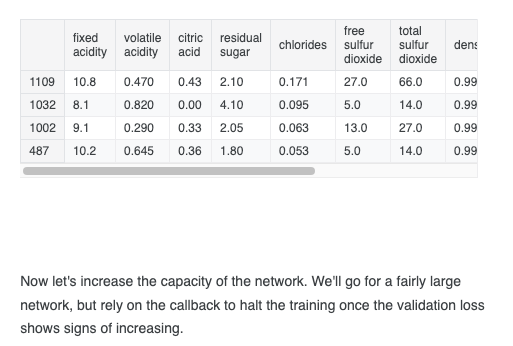 fixed acidity volatile acidity citric acid residual sugar chlorides free sulfur dioxide total sulfur dioxide dens
1109 10.8 0.470 0.43 2.10 0.171 27.0 66.0 0.99
1032 8.1 0.820 0.00 4.10 0.095 5.0 14.0 0.99
1002 9.1 0.290 0.33 2.05 0.063 13.0 27.0 0.99
487 10.2 0.645 0.36 1.80 0.053 5.0 14.0 0.99
Now let's increase the capacity of the network. We'll go for a fairly large
network, but rely on the callback to halt the training once the validation loss
shows signs of increasing.